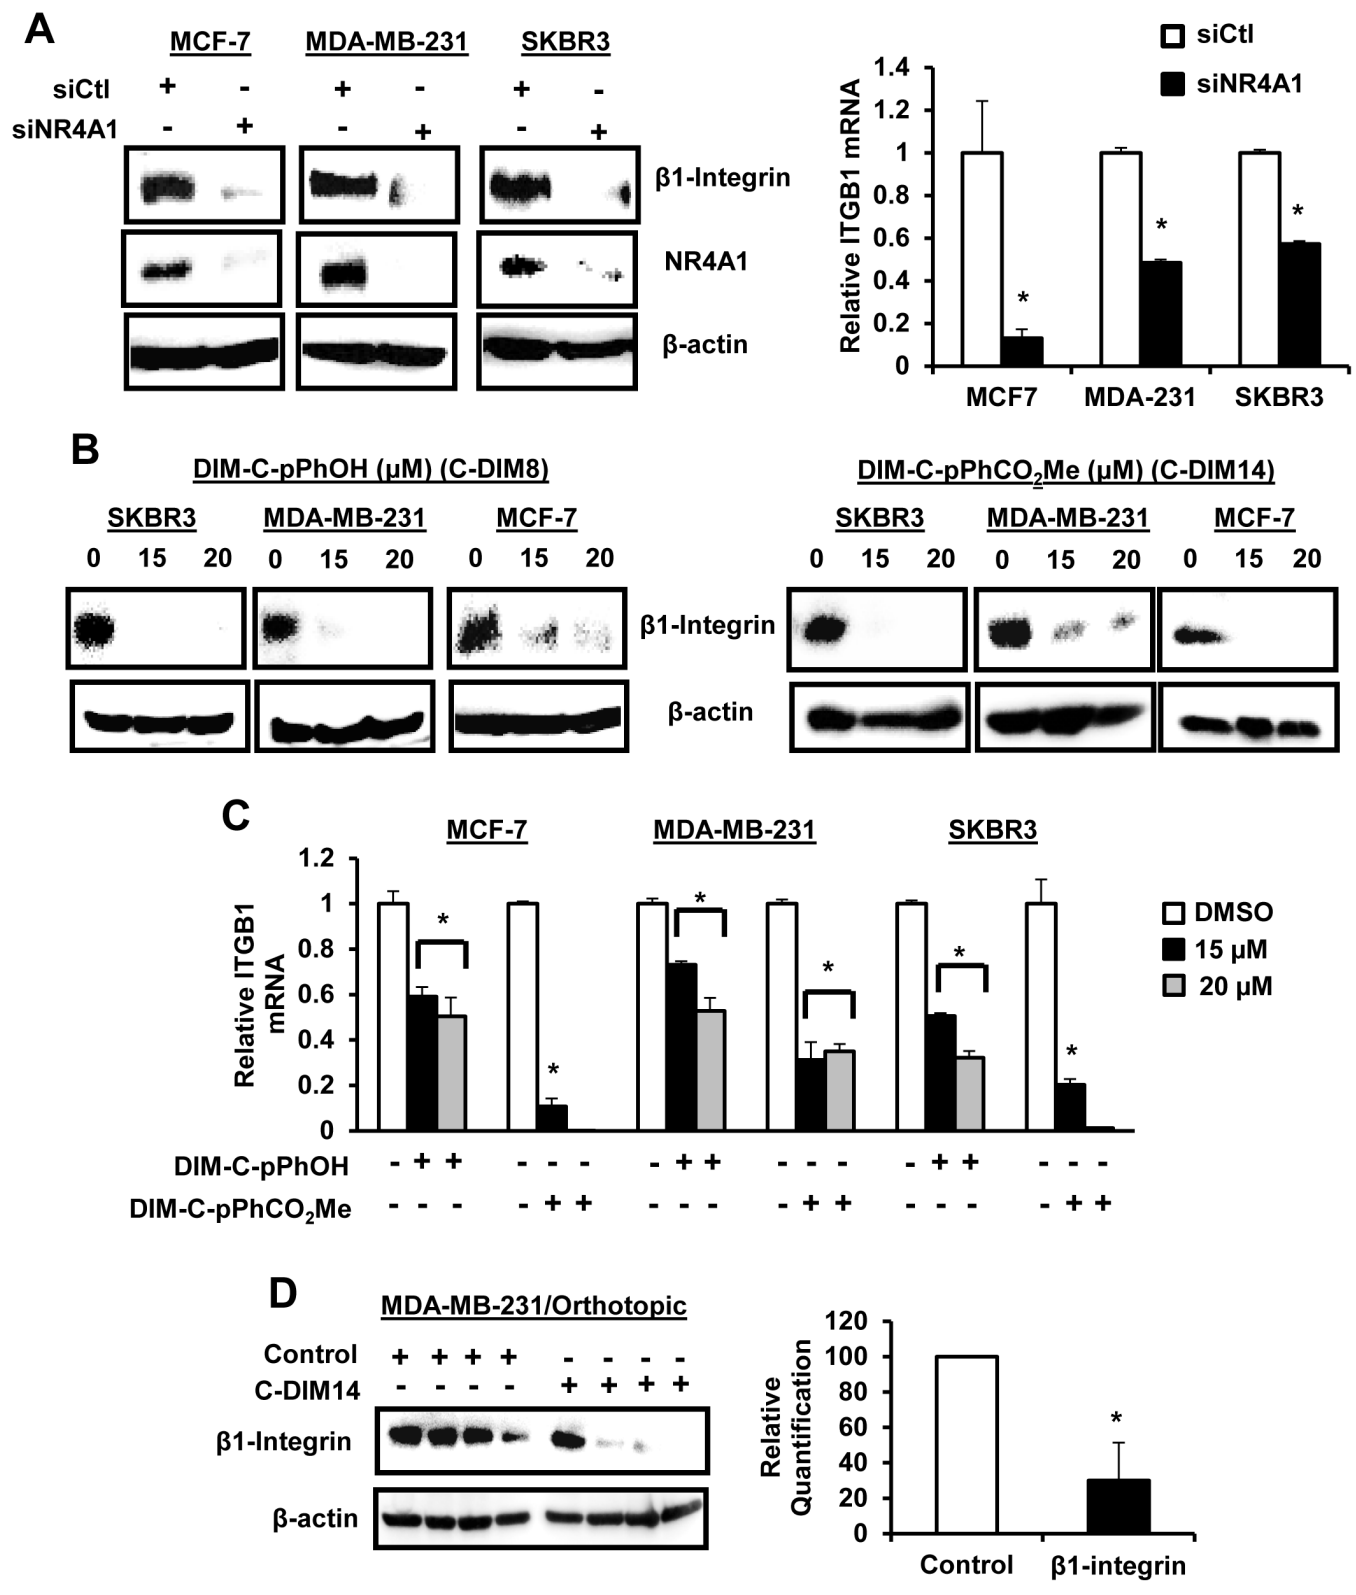 A
MCF-7 MDA-MB-231 SKBR3
siCtl + - + - + -
siNR4A1 - + - + - +
β1-Integrin
NR4A1
β-actin
siCtl
siNR4A1
Relative ITGB1 mRNA
1.4
1.2
1
0.8
0.6
0.4
0.2
0
* * *
MCF7 MDA-231 SKBR3
B
DIM-C-pPhOH (µM) (C-DIM8)
SKBR3 MDA-MB-231 MCF-7
0 15 20 0 15 20 0 15 20
DIM-C-pPhCO2Me (µM) (C-DIM14)
SKBR3 MDA-MB-231 MCF-7
0 15 20 0 15 20 0 15 20
β1-Integrin
β-actin
C
MCF-7 MDA-MB-231 SKBR3
Relative ITGB1
mRNA
1.2
1
0.8
0.6
0.4
0.2
0
* * * * * *
DMSO
15 µM
20 µM
DIM-C-pPhOH - + + - - - - + + - - - - + + - - -
DIM-C-pPhCO2Me - - - - + + - - - - + + - - - - + +
D
MDA-MB-231/Orthotopic
Control + + + + - - - -
C-DIM14 - - - - + + + +
β1-Integrin
β-actin
Relative
Quantification
120
100
80
60
40
20
0
*
Control β1-integrin